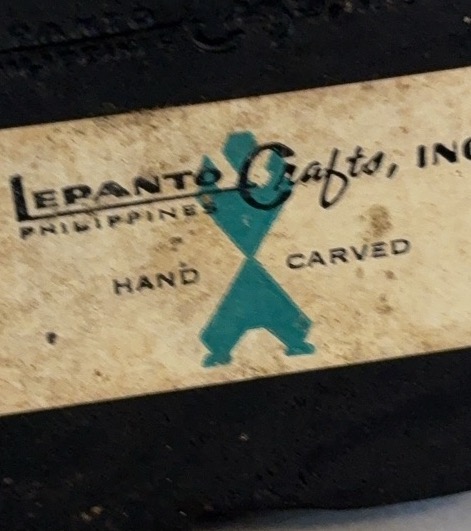 LEPANTO Crafts, INC
PHILIPPINES
HAND CARVED